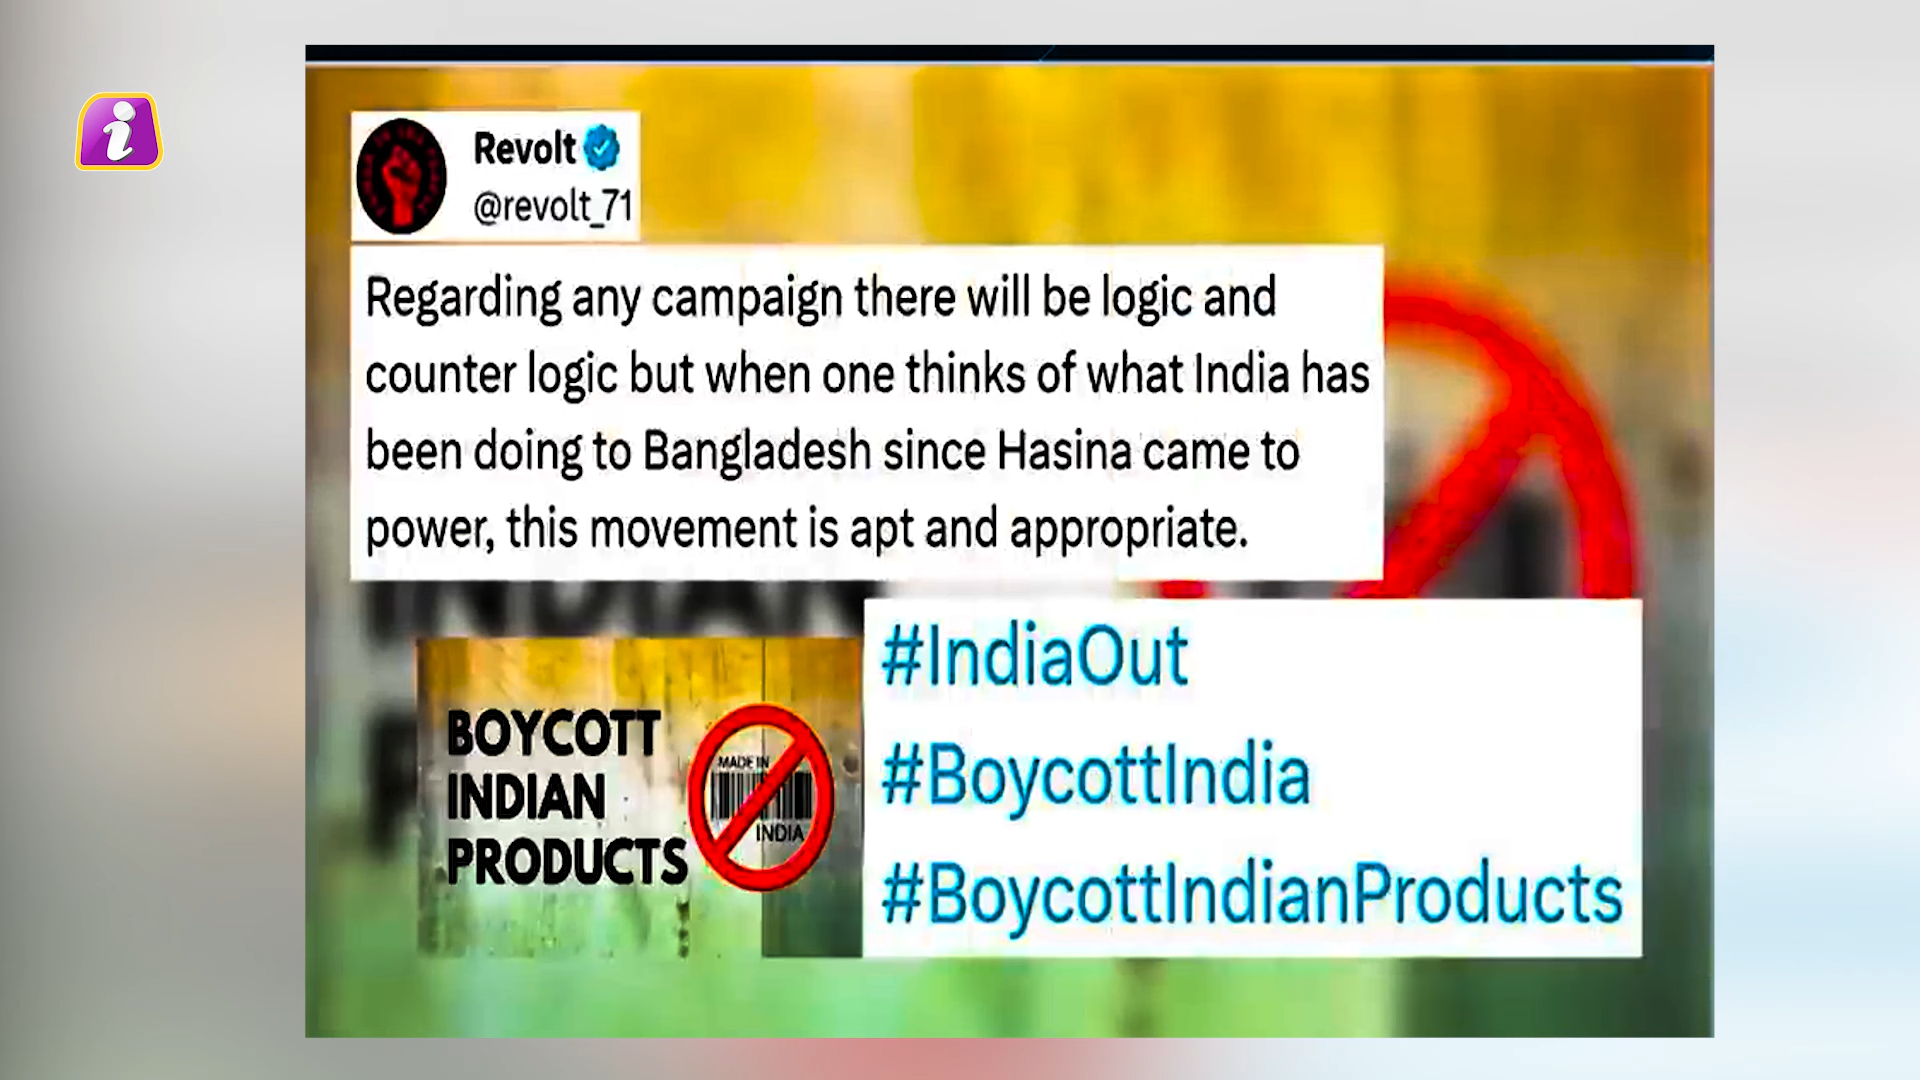 i
Revolt
@revolt_71
Regarding any campaign there will be logic and
counter logic but when one thinks of what India has
been doing to Bangladesh since Hasina came to
power, this movement is apt and appropriate.
INDIAN
BOYCOTT
INDIAN
PRODUCTS
MADE IN
INDIA
#IndiaOut
#BoycottIndia
#BoycottIndianProducts